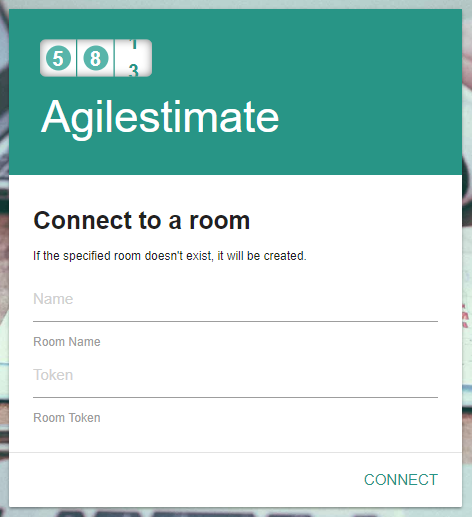 5 8 1
3
Agilestimate
Connect to a room
If the specified room doesn't exist, it will be created.
Name
Room Name
Token
Room Token
CONNECT